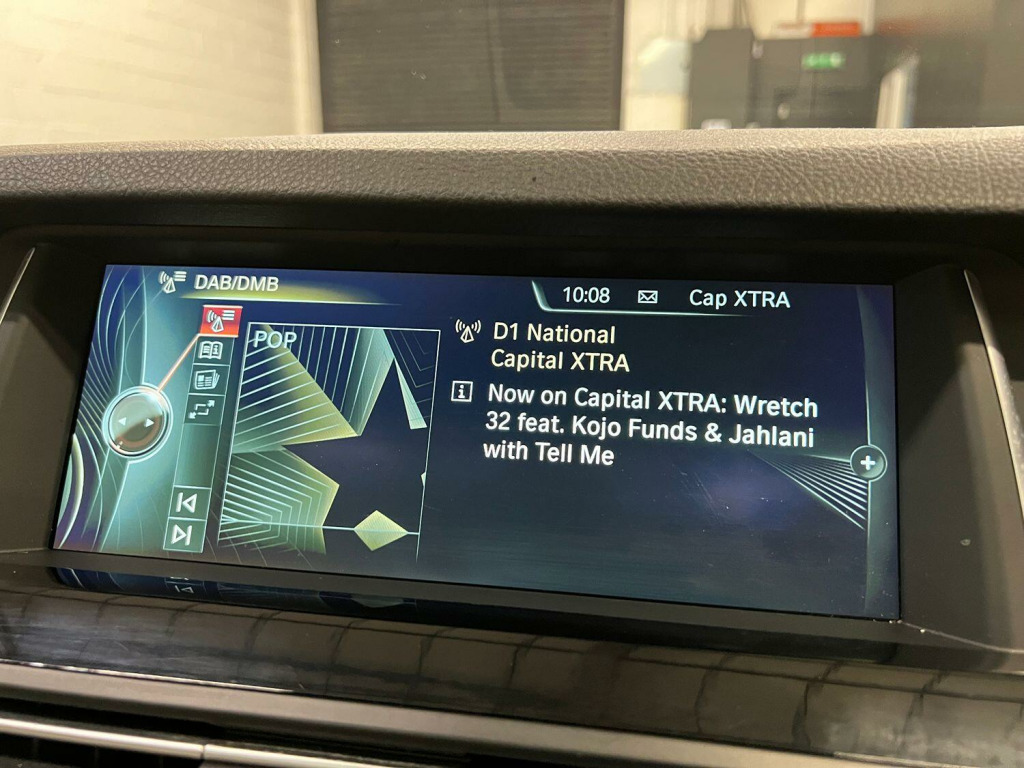 DAB/DMB
10:08
Cap XTRA
POP
D1 National
Capital XTRA
Now on Capital XTRA: Wretch
32 feat. Kojo Funds & Jahlani
with Tell Me